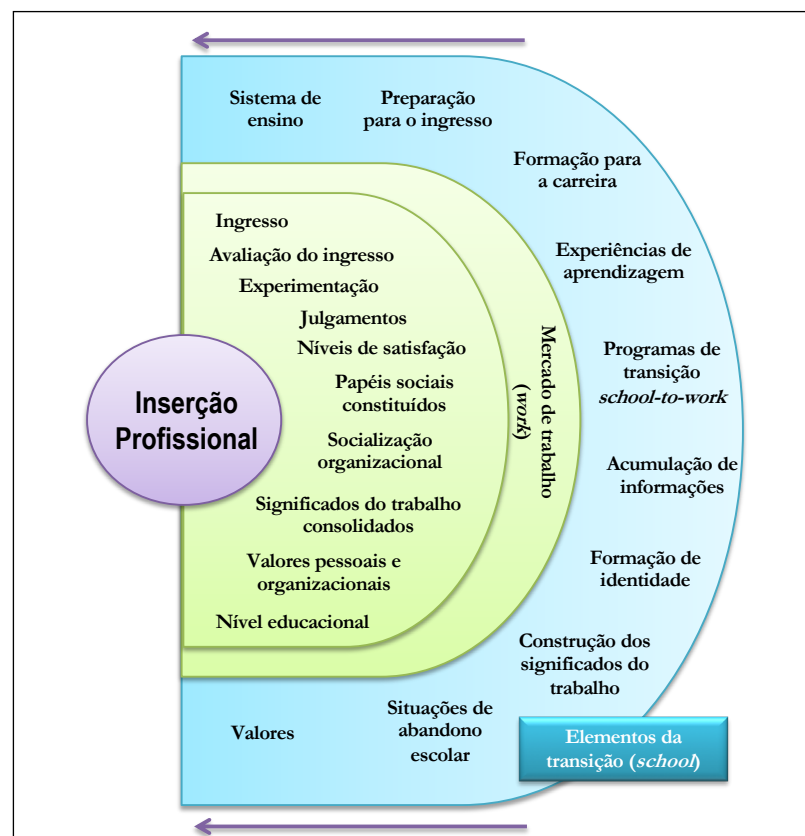 Sistema de
ensino
Preparação
para o ingresso
Formação para
a carreira
Experiências de
aprendizagem
Programas de
transição
school-to-work
Acumulação de
informações
Formação de
identidade
Construção dos
significados do
trabalho
Situações de
abandono
escolar
Valores
Elementos da
transição (school)
Mercado de trabalho
(work)
Ingresso
Avaliação do ingresso
Experimentação
Julgamentos
Níveis de satisfação
Papéis sociais
constituídos
Socialização
organizacional
Significados do trabalho
consolidados
Valores pessoais e
organizacionais
Nível educacional
Inserção
Profissional